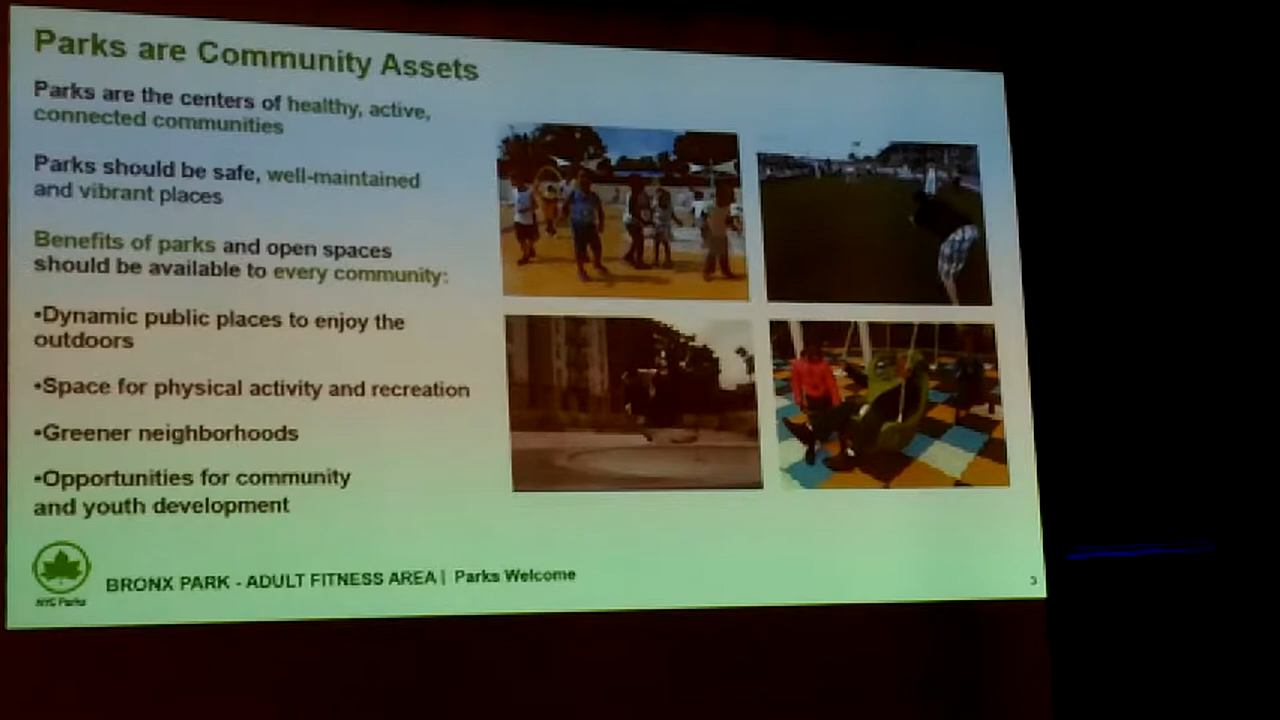 Parks are Community Assets
Parks are the centers of healthy, active,
connected communities
Parks should be safe, well-maintained
and vibrant places
Benefits of parks and open spaces
should be available to every community:
•Dynamic public places to enjoy the
outdoors
•Space for physical activity and recreation
•Greener neighborhoods
•Opportunities for community
and youth development
NYC Parks
BRONX PARK - ADULT FITNESS AREA | Parks Welcome
3